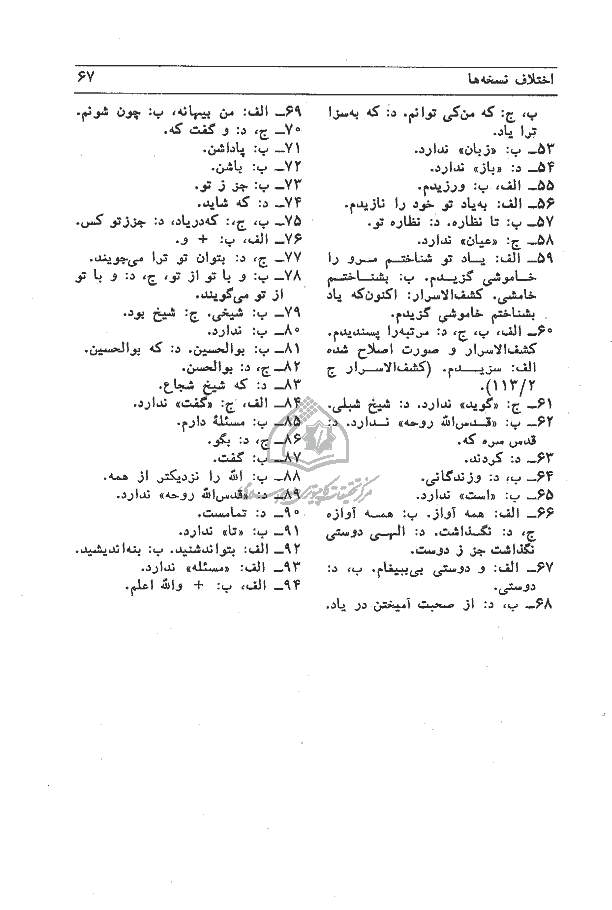 اختلاف نسخه‌ها
۶۷
ب، ج: که من‌کی توانم. د: که به‌سزا
ترا یاد.
۵۳ــ ب: «زبان» ندارد.
۵۴ــ د: «باز» ندارد.
۵۵ــ الف، ب: ورزیدم.
۵۶ــ الف: به‌یاد تو خود را نازیدم.
۵۷ــ ب: تا نظاره. د: نظاره تو.
۵۸ــ ج: «عیان» ندارد.
۵۹ــ الف: یاد تو شناختم سرو را
خاموشی گزیدم. ب: بشناختم
خامشی. کشف‌الاسرار: اکنون‌که یاد
بشناختم خاموشی گزیدم.
۶۰ــ الف، ب، ج، د: مرتبه‌را پسندیدم.
کشف‌الاسرار و صورت اصلاح شده
الف: سزیدم. (کشف‌الاسرار ج
۱۱۳/۲).
۶۱ــ ج: «گوید» ندارد. د: شیخ شبلی.
۶۲ــ ب: «قدس‌الله روحه» ندارد. د:
قدس سره که.
۶۳ــ د: کردند.
۶۴ــ ب، د: وزندگانی.
۶۵ــ ب: «است» ندارد.
۶۶ــ الف: همه آواز. ب: همه آوازه
ج، د: نگذاشت. د: الهی دوستی
نگذاشت جز ز دوست.
۶۷ــ الف: و دوستی بی‌پیغام. ب، د:
دوستی.
۶۸ــ ب، د: از صحبت آمیختن در یاد.
۶۹ــ الف: من بیهانه، ب: چون شونم.
۷۰ــ ج، د: و گفت که.
۷۱ــ ب: پاداشن.
۷۲ــ ب: باشن.
۷۳ــ ب: جز ز تو.
۷۴ــ د: که شاید.
۷۵ــ ب، ج،: که‌دریاد، د: جززتو کس.
۷۶ــ الف، ب: + و.
۷۷ــ ج، د: بتوان تو ترا می‌جویند.
۷۸ــ ب: و با تو از تو، ج، د: و با تو
از تو می‌گویند.
۷۹ــ ب: شیخی. ج: شیخ بود.
۸۰ــ ب: ندارد.
۸۱ــ ب: بوالحسین. د: که بوالحسین.
۸۲ــ ج، د: بوالحسن.
۸۳ــ د: که شیخ شجاع.
۸۴ــ الف، ج: «گفت» ندارد.
۸۵ــ ب: مسئلهٔ دارم.
۸۶ــ ج، د: بگو.
۸۷ــ ب: گفت.
۸۸ــ ب: الله را نزدیکتر از همه.
۸۹ــ د: «قدس‌الله روحه» ندارد.
۹۰ــ د: تمامست.
۹۱ــ ب: «تا» ندارد.
۹۲ــ الف: بتواندشنید. ب: بنه‌اندیشید.
۹۳ــ الف: «مسئله» ندارد.
۹۴ــ الف، ب: + والله اعلم.